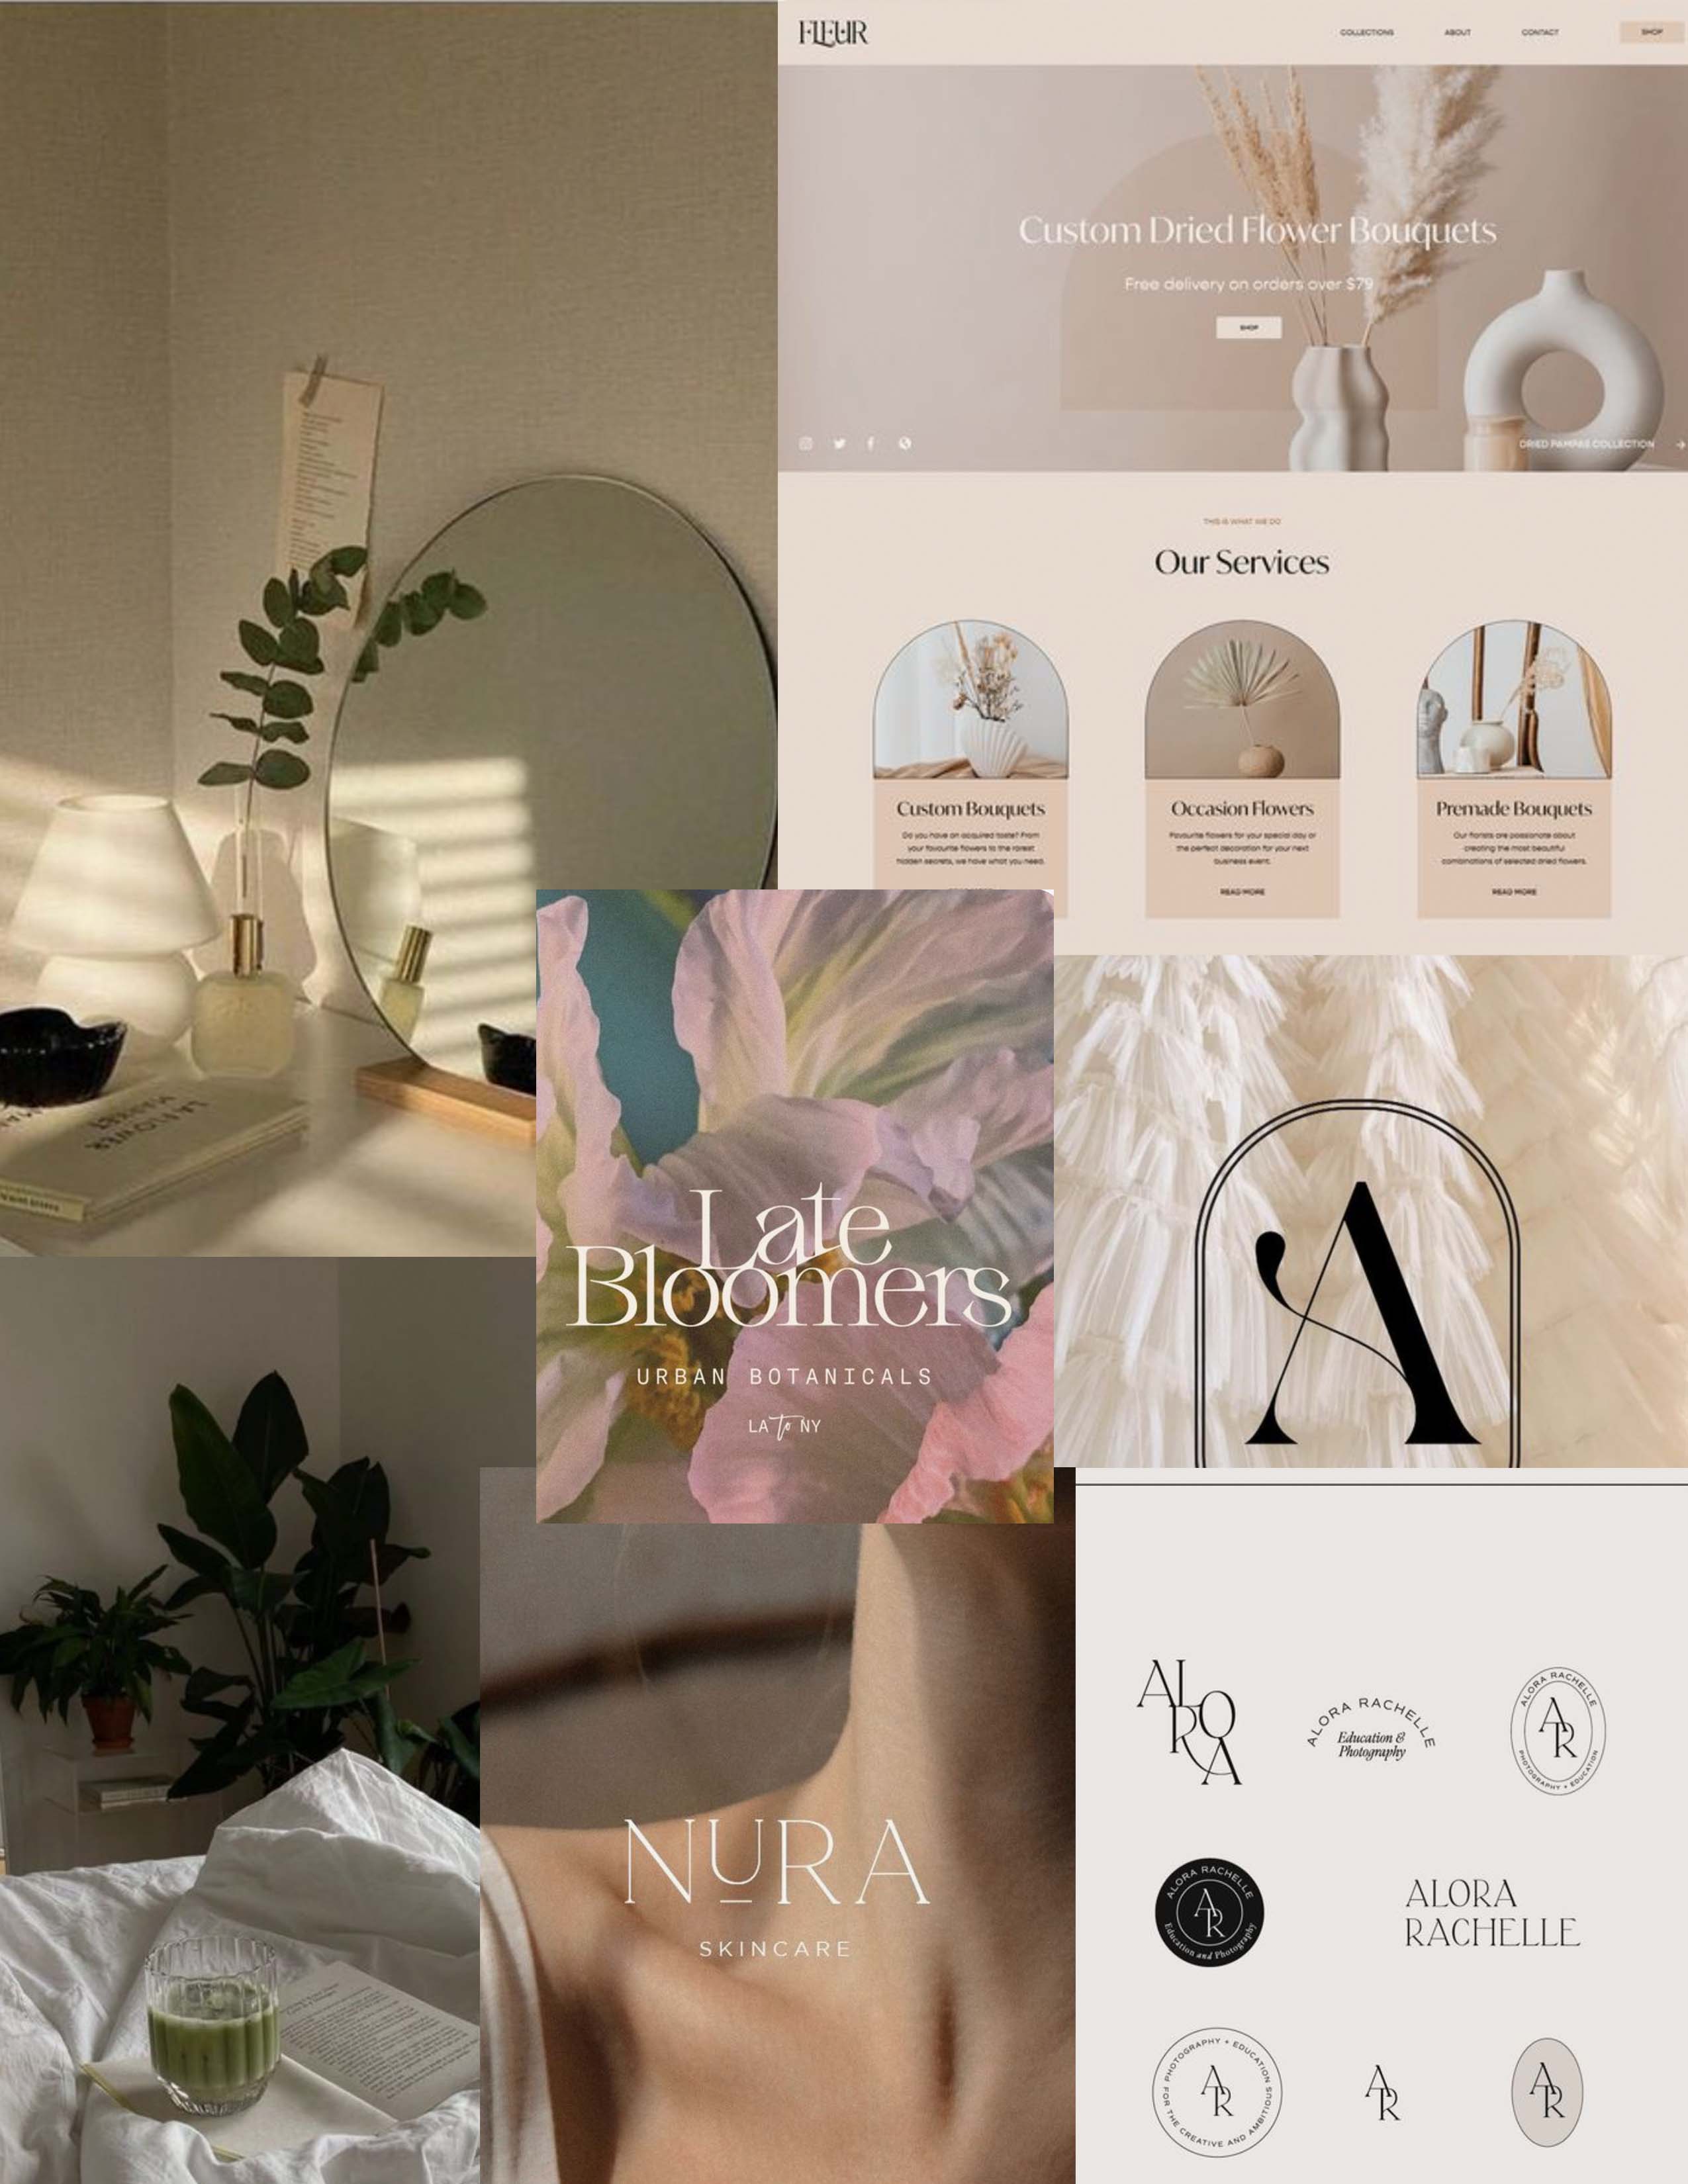 FLEUR
COLLECTIONS
ABOUT
CONTACT
SHOP
Custom Dried Flower Bouquets
Free delivery on orders over $79
SHOP
DRIED PAMPAS COLLECTION
THIS IS WHAT WE DO
Our Services
Custom Bouquets
Do you have an acquired taste? From
your favourite flowers to the rarest
hidden secrets, we have what you need.
Occasion Flowers
Favourite flowers for your special day or
the perfect decoration for your next
business event.
READ MORE
Premade Bouquets
Our florists are passionate about
creating the most beautiful
combinations of selected dried flowers.
READ MORE
Late
Bloomers
URBAN BOTANICALS
LA to NY
A
NURA
SKINCARE
ALORA
ALORA RACHELLE
Education &
Photography
ALORA RACHELLE
AR
PHOTOGRAPHY + EDUCATION
ALORA RACHELLE
AR
Education and Photography
ALORA
RACHELLE
PHOTOGRAPHY + EDUCATION
FOR THE CREATIVE AND AMBITIOUS
AR
AR
AR